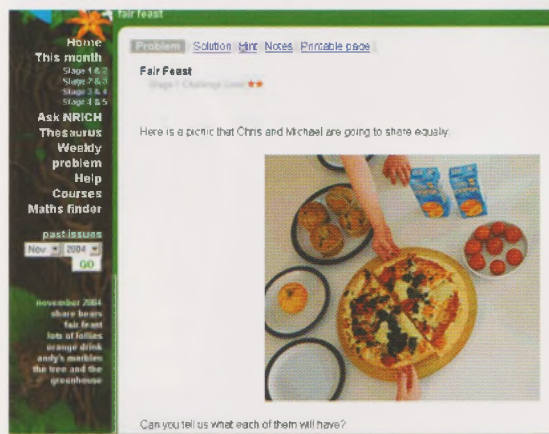 fair feast
Home
This month
Stage 1 & 2
Stage 2 & 3
Stage 3 & 4
Stage 4 & 5
Ask NRICH
Thesaurus
Weekly
problem
Help
Courses
Maths finder
past issues
Nov 2004
GO
november 2004
share bears
fair feast
lots of lollies
orange drink
andy's marbles
the tree and the
greenhouse
Problem Solution Hint Notes Printable page
Fair Feast
Stage 1 Challenge Level
Here is a picnic that Chris and Michael are going to share equally.
Can you tell us what each of them will have?